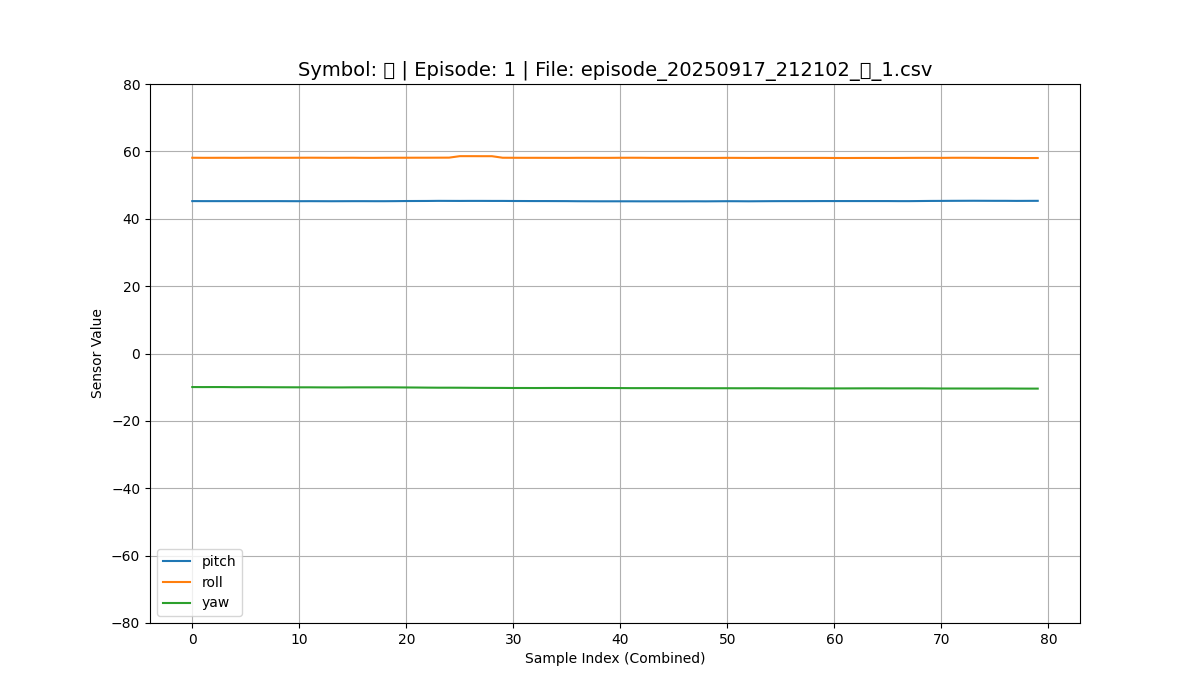 Symbol: | Episode: 1 | File: episode_20250917_212102_ _1.csv
80
60
40
20
0
−20
−40
−60
−80
Sensor Value
pitch
roll
yaw
0 10 20 30 40 50 60 70 80
Sample Index (Combined)